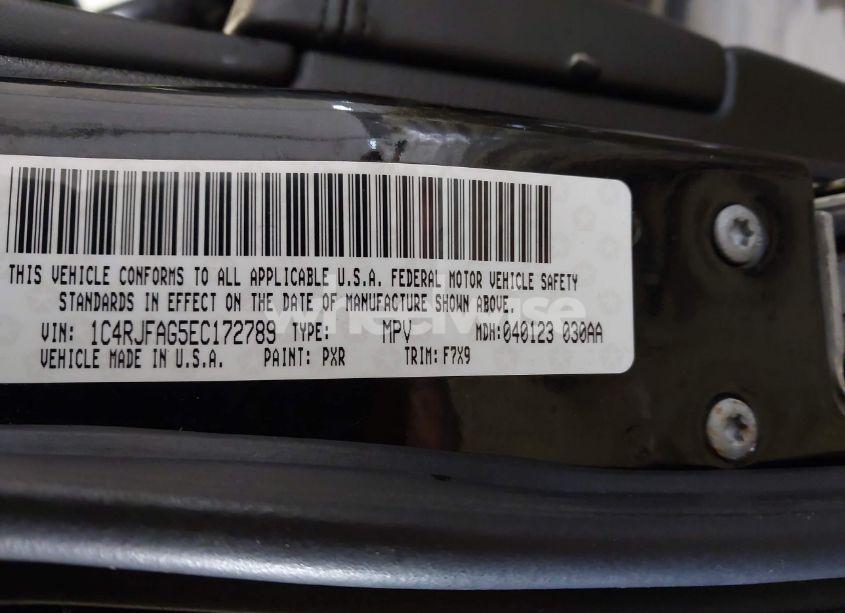 THIS VEHICLE CONFORMS TO ALL APPLICABLE U.S.A. FEDERAL MOTOR VEHICLE SAFETY
STANDARDS IN EFFECT ON THE DATE OF MANUFACTURE SHOWN ABOVE.
VIN: 1C4RJFAG5EC172789 TYPE: MPV MDH:040123 030AA
VEHICLE MADE IN U.S.A. PAINT: PXR TRIM: F7X9
wheelwise